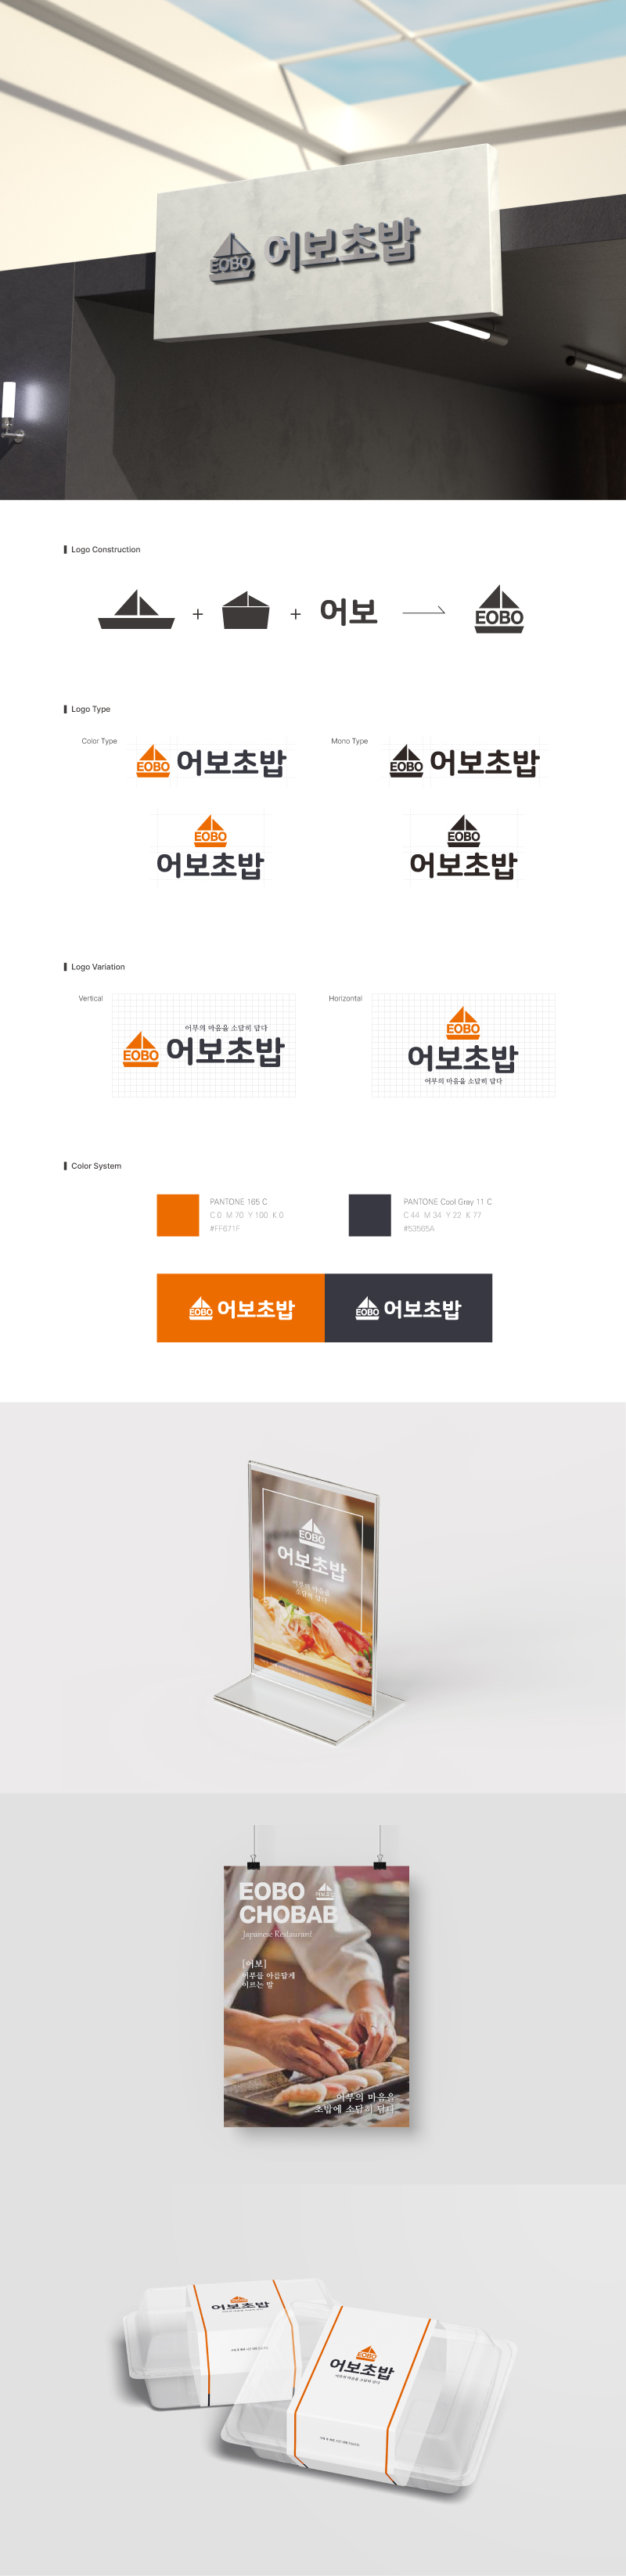 EOBO 어보초밥
Logo Construction
+ + 어보 EOBO
Logo Type
Color Type
EOBO 어보초밥
EOBO
어보초밥
Mono Type
EOBO 어보초밥
EOBO
어보초밥
Logo Variation
Vertical
어부의 마음을 소담히 담다
EOBO 어보초밥
Horizontal
EOBO
어보초밥
어부의 마음을 소담히 담다
Color System
PANTONE 165 C
C 0 M 70 Y 100 K 0
#FF671F
PANTONE Cool Gray 11 C
C 44 M 34 Y 22 K 77
#53565A
EOBO 어보초밥
EOBO 어보초밥
EOBO
어보초밥
어부의 마음을
소담히 담다
EOBO
CHOBAB
어보초밥
Japanese Restaurant
[어보]
어부를 아름답게
이르는 말
어부의 마음을
초밥에 소담히 담다
EOBO
어보초밥
EOBO
어보초밥
어부의 마음을 소담히 담다